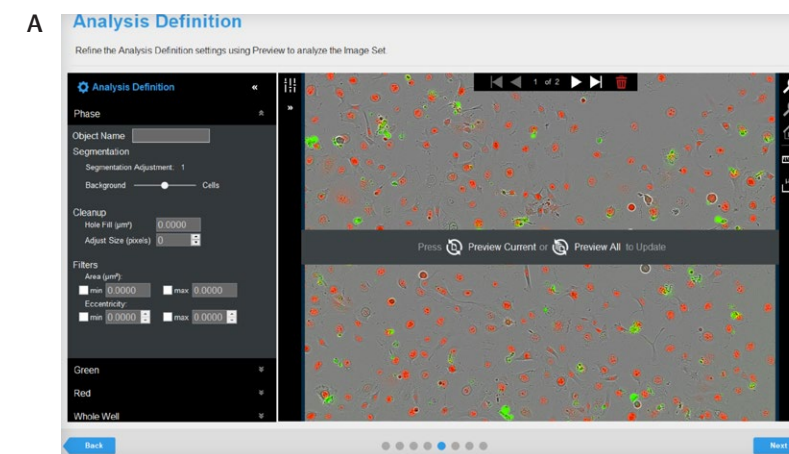 A
Analysis Definition
Refine the Analysis Definition settings using Preview to analyze the Image Set.
Analysis Definition «
1 of 2
Phase
Object Name
Segmentation
Segmentation Adjustment: 1
Background Cells
Cleanup
Hole Fill (µm²) 0.0000
Adjust Size (pixels) 0
Press Preview Current or Preview All to Update
Filters
Area (µm²):
min 0.0000 max 0.0000
Eccentricity:
min 0.0000 max 0.0000
Green
Red
Whole Well
Back
Next